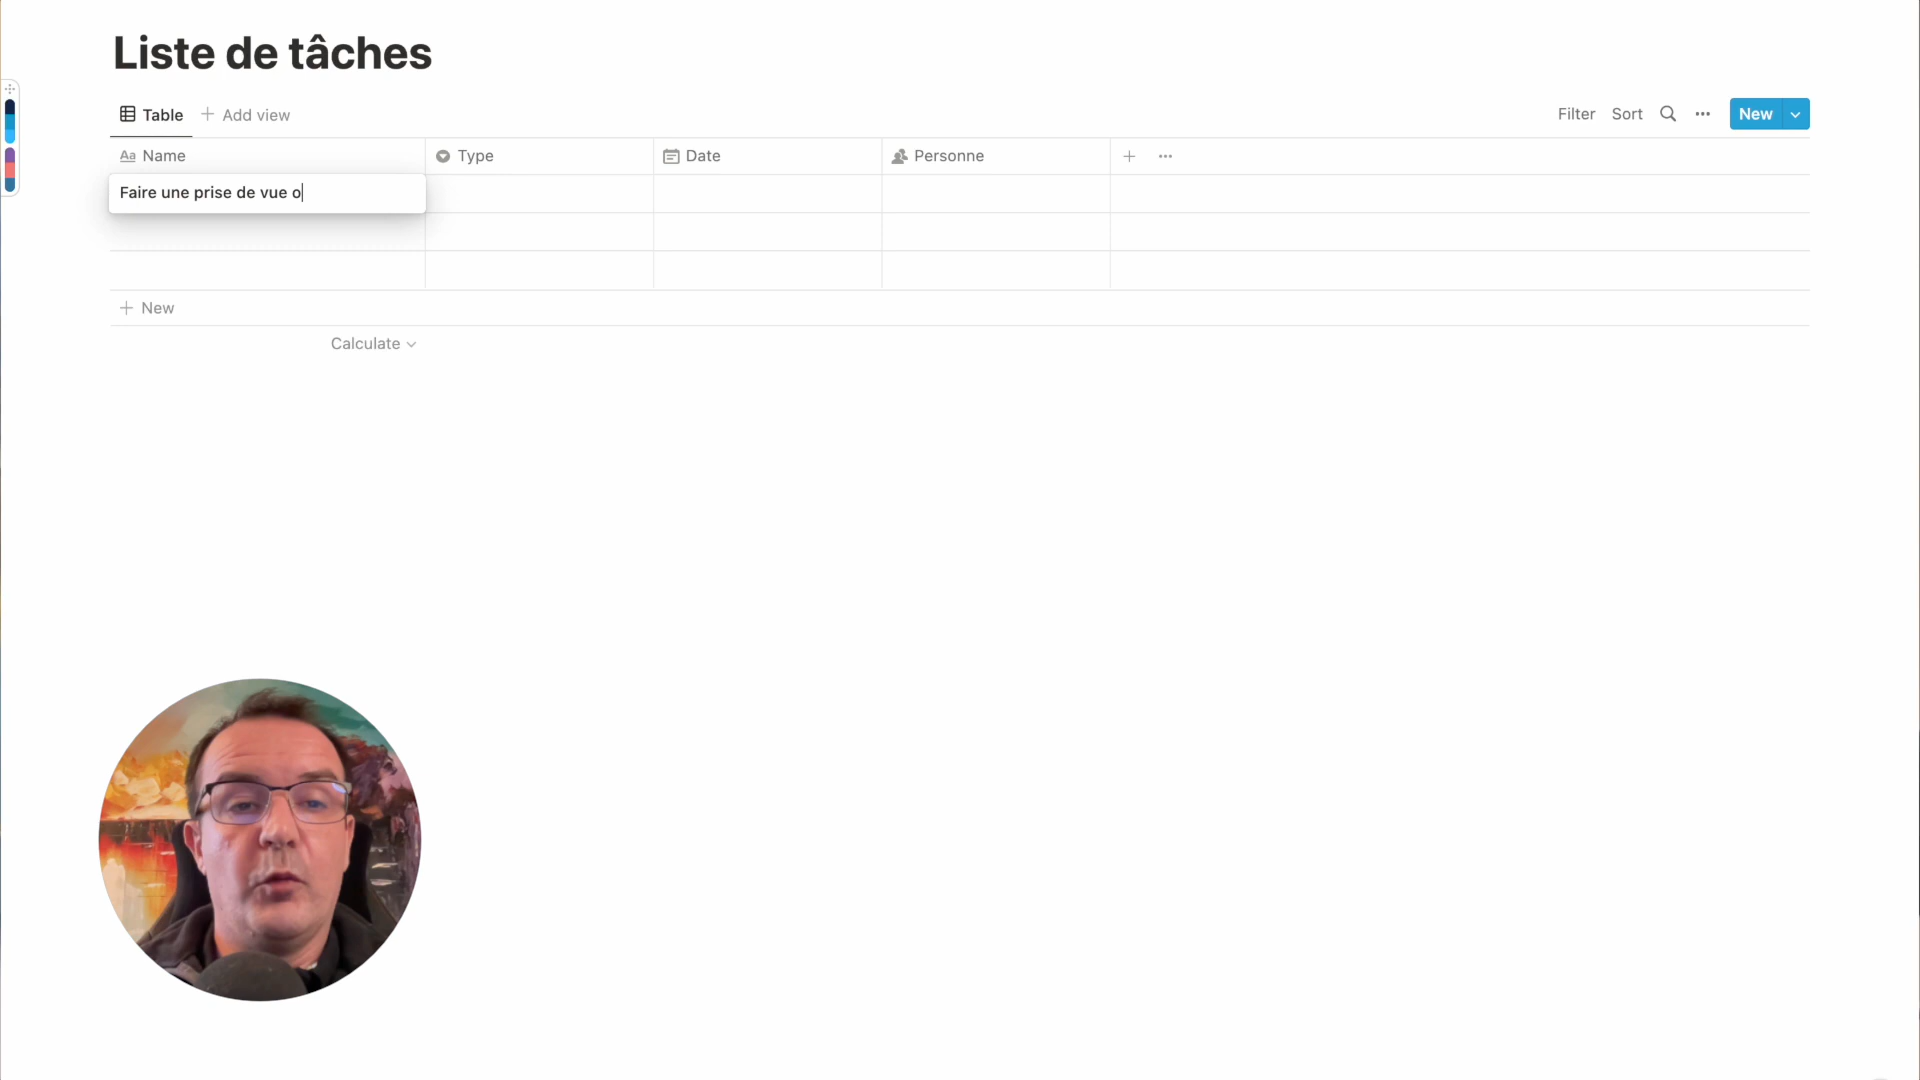 Liste de tâches
Table
Add view
Filter
Sort
New
Aa Name
Type
Date
Personne
Faire une prise de vue o
New
Calculate